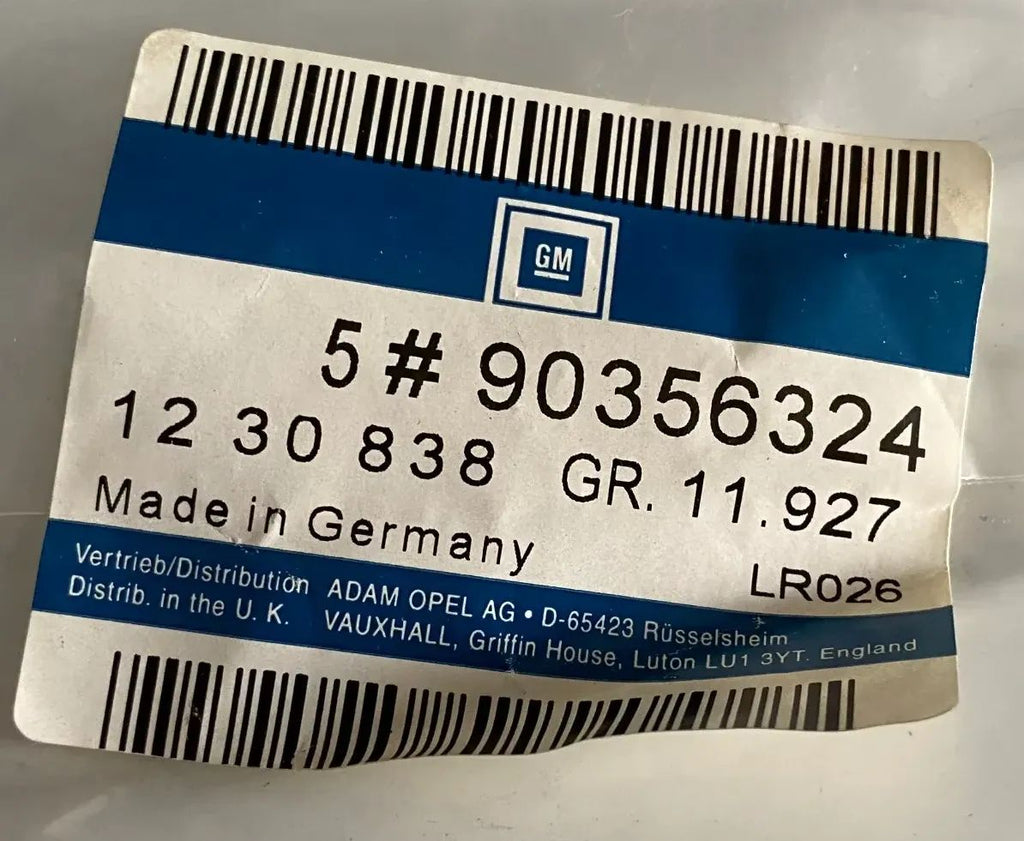 GM
5 # 90356324
12 30 838 GR. 11.927
Made in Germany
LR026
Vertrieb/Distribution ADAM OPEL AG • D-65423 Rüsselsheim
Distrib. in the U. K. VAUXHALL, Griffin House, Luton LU1 3YT. England